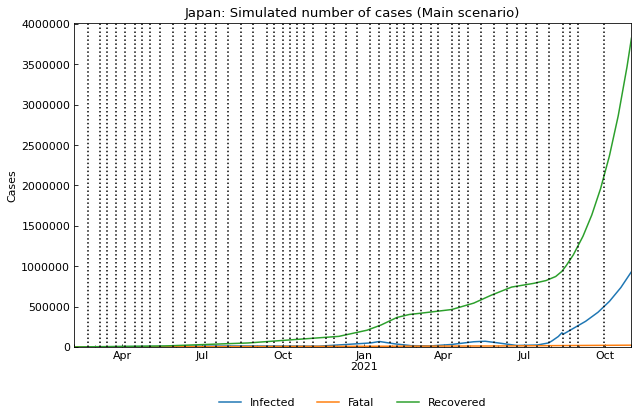 Japan: Simulated number of cases (Main scenario)
4000000
3500000
3000000
2500000
2000000
1500000
1000000
500000
0
Cases
Apr Jul Oct Jan Apr Jul Oct
2021
Infected Fatal Recovered